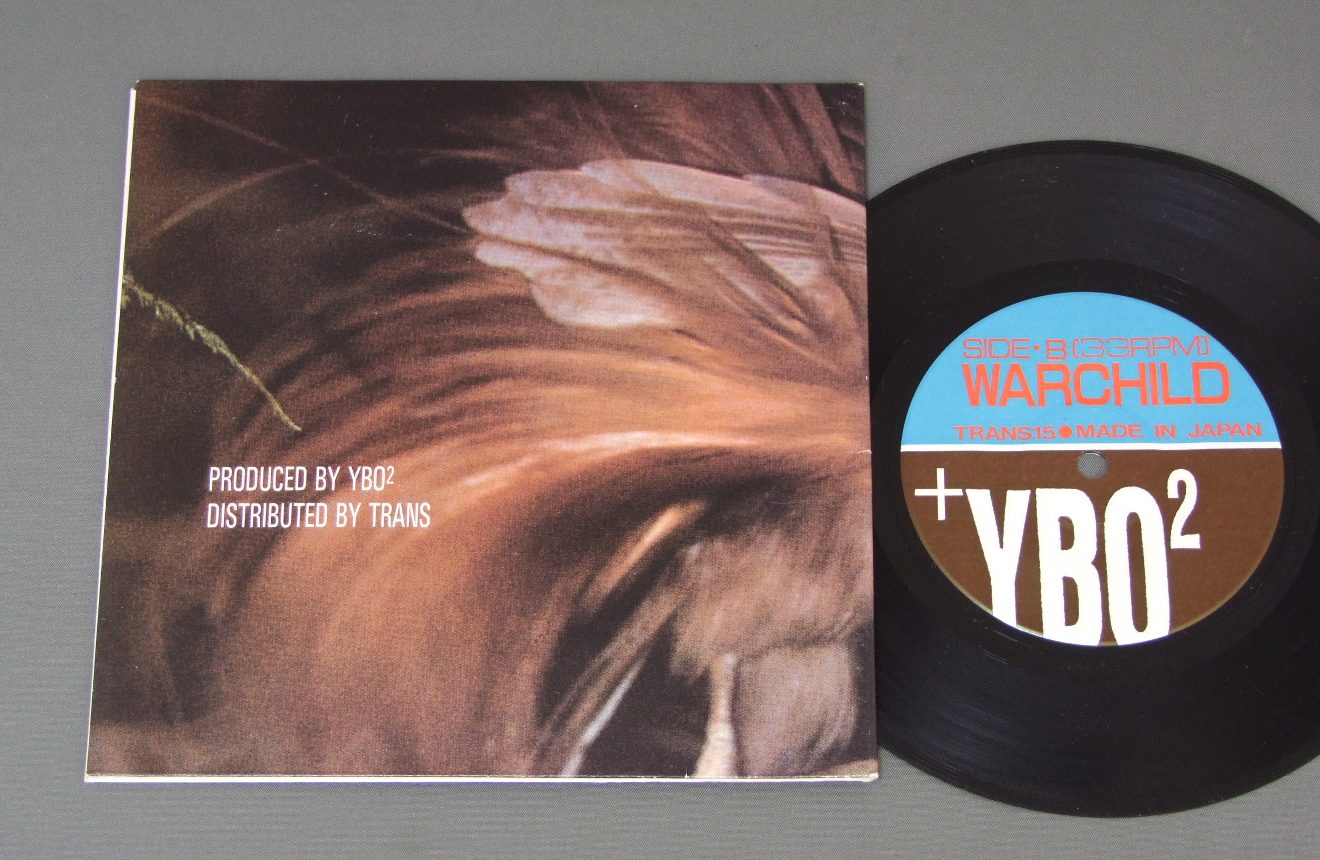 PRODUCED BY YBO²
DISTRIBUTED BY TRANS
SIDE·B(33RPM)
WARCHILD
TRANS15●MADE IN JAPAN
+YBO²